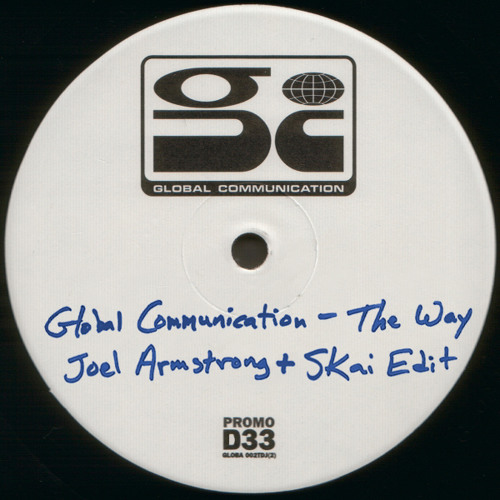 GLOBAL COMMUNICATION
Global Communication - The Way
Joel Armstrong + SKai Edit
PROMO
D33
GLOBA 002TDJ(2)